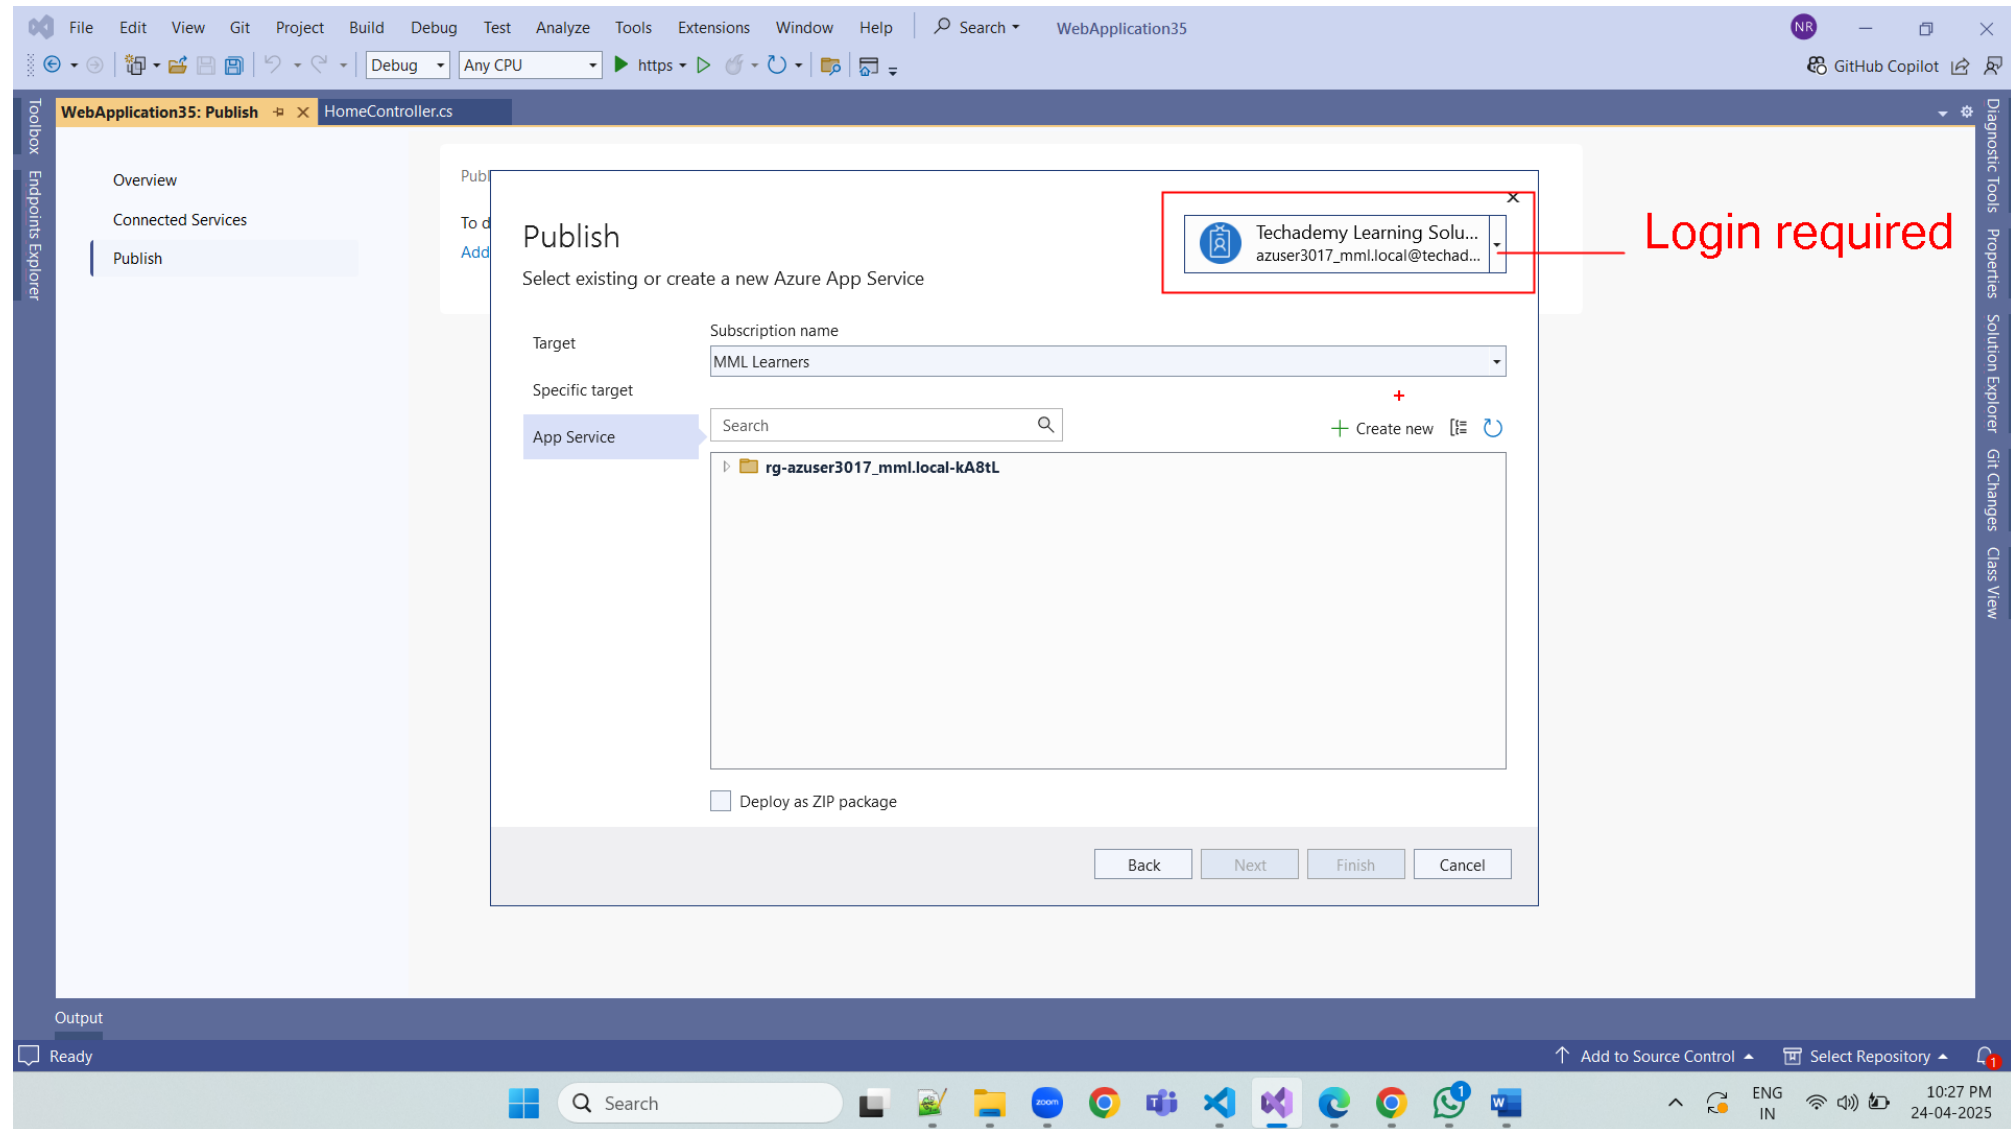 File Edit View Git Project Build Debug Test Analyze Tools Extensions Window Help Search WebApplication35 NR
Debug Any CPU https GitHub Copilot
WebApplication35: Publish HomeController.cs
Toolbox
Endpoints Explorer
Overview
Connected Services
Publish
Publ
To d
Add
Publish
Select existing or create a new Azure App Service
Techademy Learning Solu...
azuser3017_mml.local@techad...
Login required
Target
Specific target
App Service
Subscription name
MML Learners
Search
Create new
rg-azuser3017_mml.local-kA8tL
Deploy as ZIP package
Back Next Finish Cancel
Diagnostic Tools
Properties
Solution Explorer
Git Changes
Class View
Output
Ready Add to Source Control Select Repository 1
Search zoom 1 ENG 10:27 PM
IN 24-04-2025